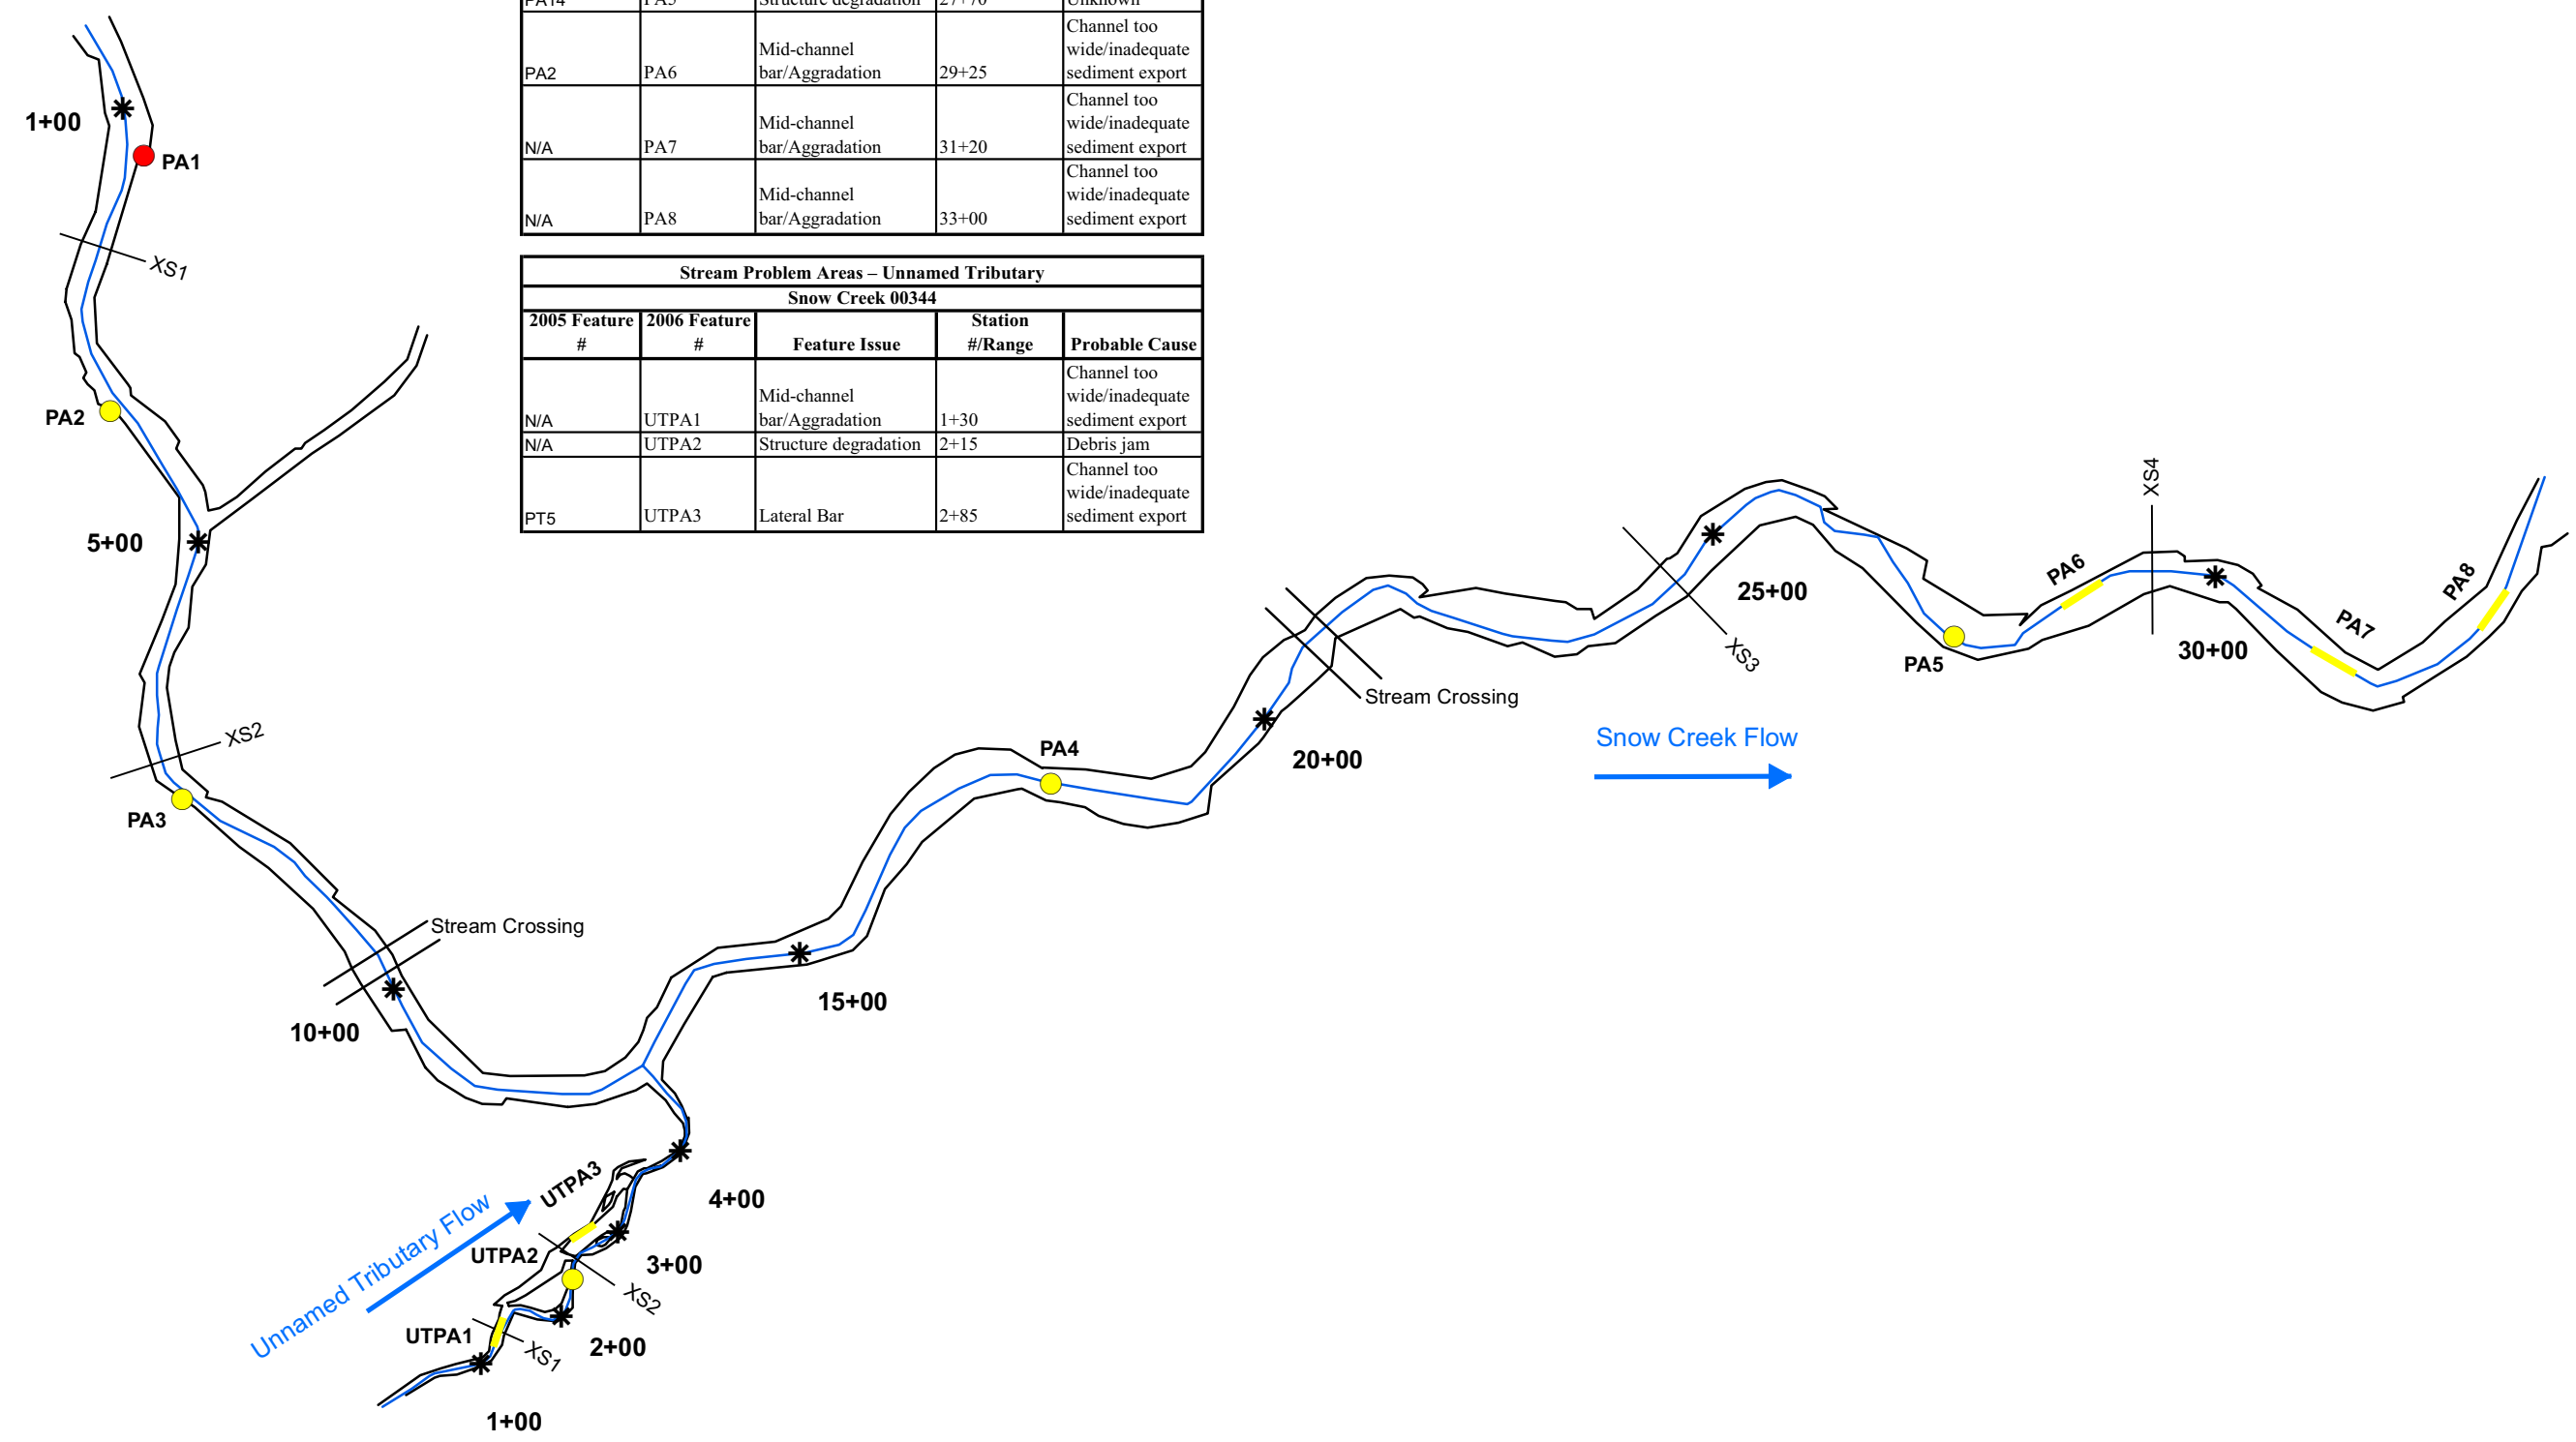 PA14 PA5 Structure degradation 27+70 Unknown
Channel too
Mid-channel wide/inadequate
PA2 PA6 bar/Aggradation 29+25 sediment export
Channel too
Mid-channel wide/inadequate
N/A PA7 bar/Aggradation 31+20 sediment export
Channel too
Mid-channel wide/inadequate
N/A PA8 bar/Aggradation 33+00 sediment export
Stream Problem Areas – Unnamed Tributary
Snow Creek 00344
2005 Feature 2006 Feature Station
# # Feature Issue #/Range Probable Cause
Channel too
Mid-channel wide/inadequate
N/A UTPA1 bar/Aggradation 1+30 sediment export
N/A UTPA2 Structure degradation 2+15 Debris jam
Channel too
wide/inadequate
PT5 UTPA3 Lateral Bar 2+85 sediment export
1+00
PA1
XS1
PA2
5+00
XS2
PA3
Stream Crossing
10+00
15+00
PA4
20+00
Stream Crossing
XS3
25+00
PA5
PA6
XS4
30+00
PA7
PA8
Snow Creek Flow
Unnamed Tributary Flow
UTPA3
4+00
UTPA2
3+00
XS2
UTPA1
XS1
2+00
1+00